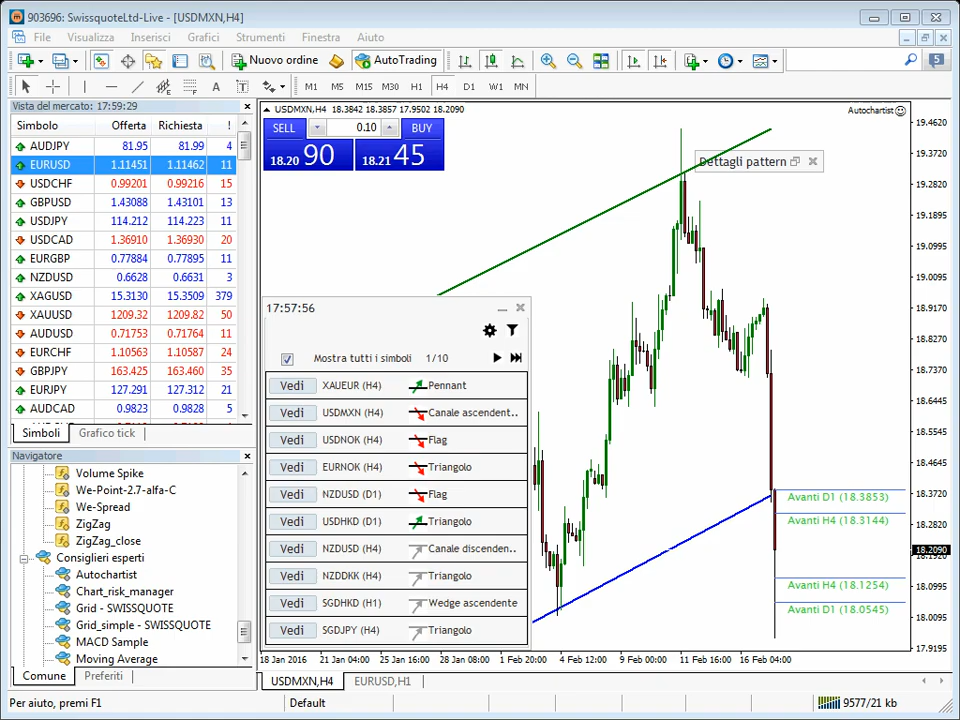 903696: SwissquoteLtd-Live - [USDMXN,H4]
File Visualizza Inserisci Grafici Strumenti Finestra Aiuto
Nuovo ordine AutoTrading 5
A T M1 M5 M15 M30 H1 H4 D1 W1 MN
Vista del mercato: 17:59:29
Simbolo Offerta Richiesta !
AUDJPY 81.95 81.99 4
EURUSD 1.11451 1.11462 11
USDCHF 0.99201 0.99216 15
GBPUSD 1.43088 1.43101 13
USDJPY 114.212 114.223 11
USDCAD 1.36910 1.36930 20
EURGBP 0.77884 0.77895 11
NZDUSD 0.6628 0.6631 3
XAGUSD 15.3130 15.3509 379
XAUUSD 1209.32 1209.82 50
AUDUSD 0.71753 0.71764 11
EURCHF 1.10563 1.10587 24
GBPJPY 163.425 163.460 35
EURJPY 127.291 127.312 21
AUDCAD 0.9823 0.9828 5
Simboli Grafico tick
Navigatore
Volume Spike
We-Point-2.7-alfa-C
We-Spread
ZigZag
ZigZag_close
Consiglieri esperti
Autochartist
Chart_risk_manager
Grid - SWISSQUOTE
Grid_simple - SWISSQUOTE
MACD Sample
Moving Average
Comune Preferiti
USDMXN,H4 18.3842 18.3857 17.9502 18.2090
Autochartist
SELL 0.10 BUY
18.20 90 18.21 45
Dettagli pattern
17:57:56
Mostra tutti i simboli 1/10
Vedi XAUEUR (H4) Pennant
Vedi USDMXN (H4) Canale ascendent..
Vedi USDNOK (H4) Flag
Vedi EURNOK (H4) Triangolo
Vedi NZDUSD (D1) Flag
Vedi USDHKD (D1) Triangolo
Vedi NZDUSD (H4) Canale discenden..
Vedi NZDDKK (H4) Triangolo
Vedi SGDHKD (H1) Wedge ascendente
Vedi SGDJPY (H4) Triangolo
Avanti D1 (18.3853)
Avanti H4 (18.3144)
Avanti H4 (18.1254)
Avanti D1 (18.0545)
19.4620
19.3720
19.2820
19.1895
19.0995
19.0095
18.9170
18.8270
18.7370
18.6445
18.5545
18.4645
18.3720
18.2820
18.2090
18.0995
18.0095
17.9195
18 Jan 2016 21 Jan 04:00 25 Jan 16:00 28 Jan 08:00 1 Feb 20:00 4 Feb 12:00 9 Feb 00:00 11 Feb 16:00 16 Feb 04:00
USDMXN,H4 EURUSD,H1
Per aiuto, premi F1 Default 9577/21 kb